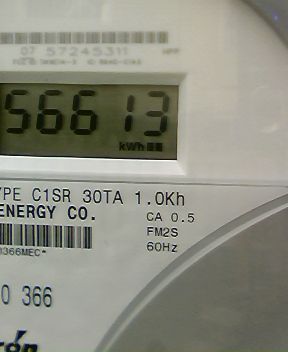 07 57245311
56613
kWh
YPE C1SR 30TA 1.0Kh
ENERGY CO.
CA 0.5
FM2S
60Hz
0366MEC*
0 366
rón